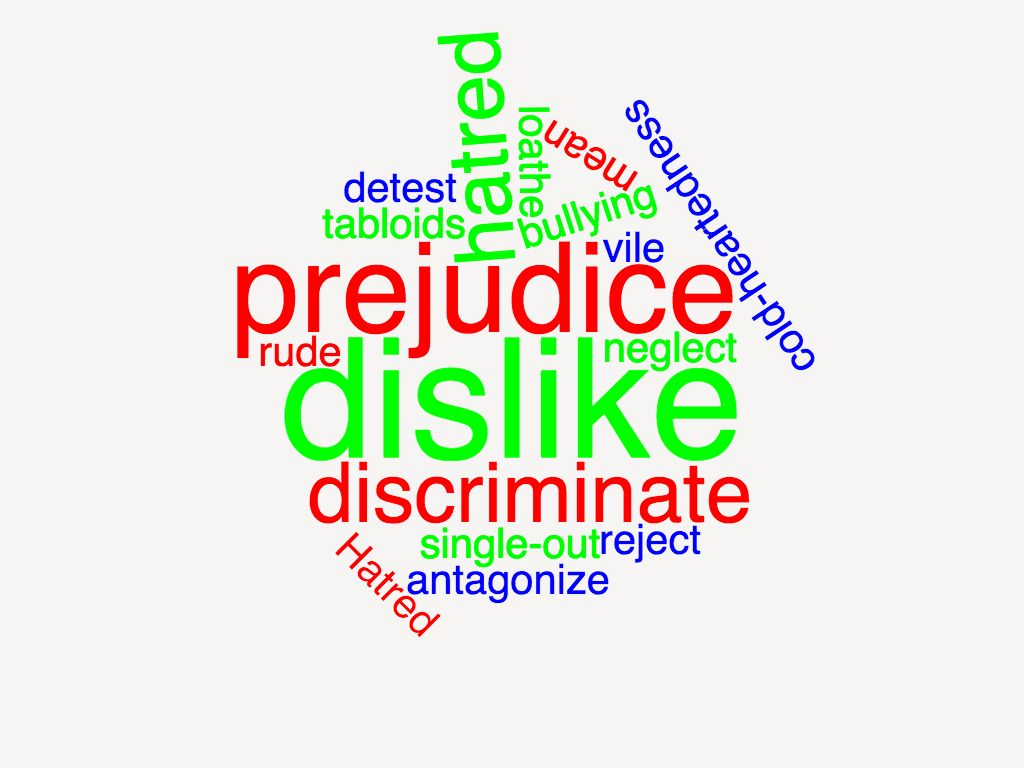 hatred
loathe
mean
cold-heartedness
detest
tabloids
bullying
vile
prejudice
rude
neglect
dislike
discriminate
single-out
reject
Hatred
antagonize